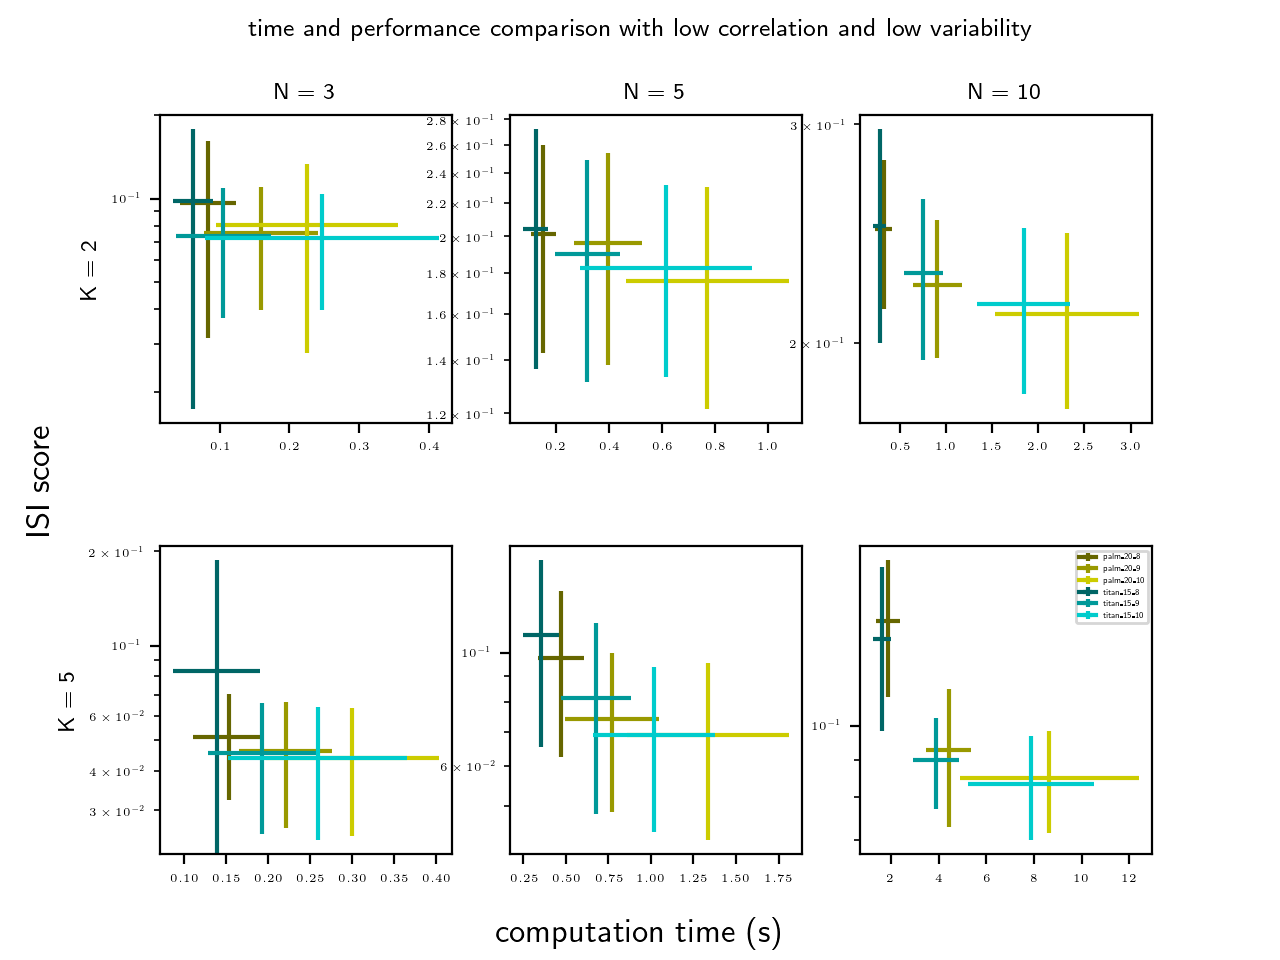 time and performance comparison with low correlation and low variability
N = 3
N = 5
N = 10
K = 2
10⁻¹
0.1 0.2 0.3 0.4
2.8 × 10⁻¹
2.6 × 10⁻¹
2.4 × 10⁻¹
2.2 × 10⁻¹
2 × 10⁻¹
1.8 × 10⁻¹
1.6 × 10⁻¹
1.4 × 10⁻¹
1.2 × 10⁻¹
0.2 0.4 0.6 0.8 1.0
3 × 10⁻¹
2 × 10⁻¹
0.5 1.0 1.5 2.0 2.5 3.0
ISI score
K = 5
2 × 10⁻¹
10⁻¹
6 × 10⁻²
4 × 10⁻²
3 × 10⁻²
0.10 0.15 0.20 0.25 0.30 0.35 0.40
10⁻¹
6 × 10⁻²
0.25 0.50 0.75 1.00 1.25 1.50 1.75
10⁻¹
2 4 6 8 10 12
palm_20_8
palm_20_9
palm_20_10
titan_15_8
titan_15_9
titan_15_10
computation time (s)